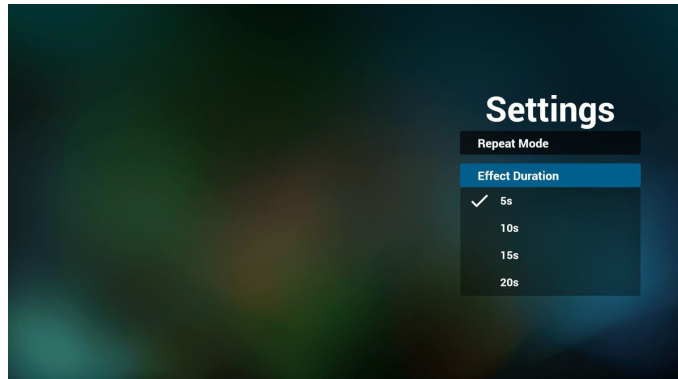 Settings
Repeat Mode
Effect Duration
5s
10s
15s
20s